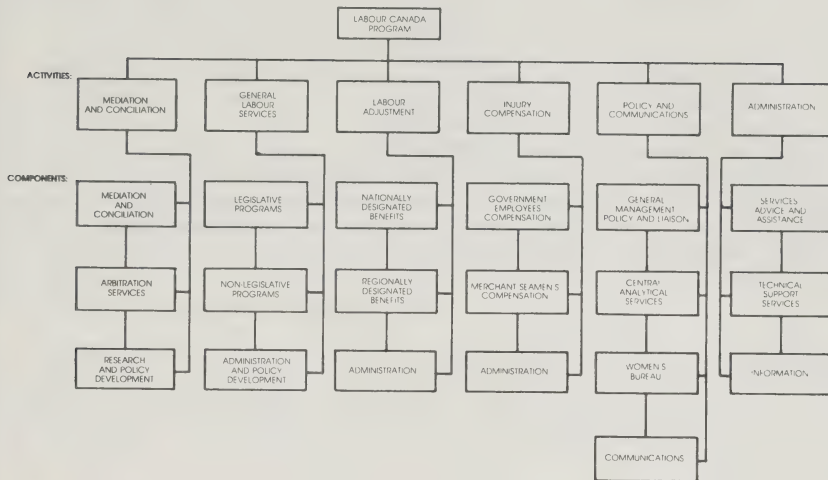 LABOUR CANADA
PROGRAM
ACTIVITIES:
MEDIATION
AND CONCILIATION
GENERAL
LABOUR
SERVICES
LABOUR
ADJUSTMENT
INJURY
COMPENSATION
POLICY AND
COMMUNICATIONS
ADMINISTRATION
COMPONENTS:
MEDIATION
AND
CONCILIATION
LEGISLATIVE
PROGRAMS
NATIONALLY
DESIGNATED
BENEFITS
GOVERNMENT
EMPLOYEES
COMPENSATION
GENERAL
MANAGEMENT
POLICY AND LIAISON
SERVICES
ADVICE AND
ASSISTANCE
ARBITRATION
SERVICES
NON-LEGISLATIVE
PROGRAMS
REGIONALLY
DESIGNATED
BENEFITS
MERCHANT SEAMEN'S
COMPENSATION
CENTRAL
ANALYTICAL
SERVICES
TECHNICAL
SUPPORT
SERVICES
RESEARCH
AND POLICY
DEVELOPMENT
ADMINISTRATION
AND POLICY
DEVELOPMENT
ADMINISTRATION
ADMINISTRATION
WOMEN'S
BUREAU
INFORMATION
COMMUNICATIONS